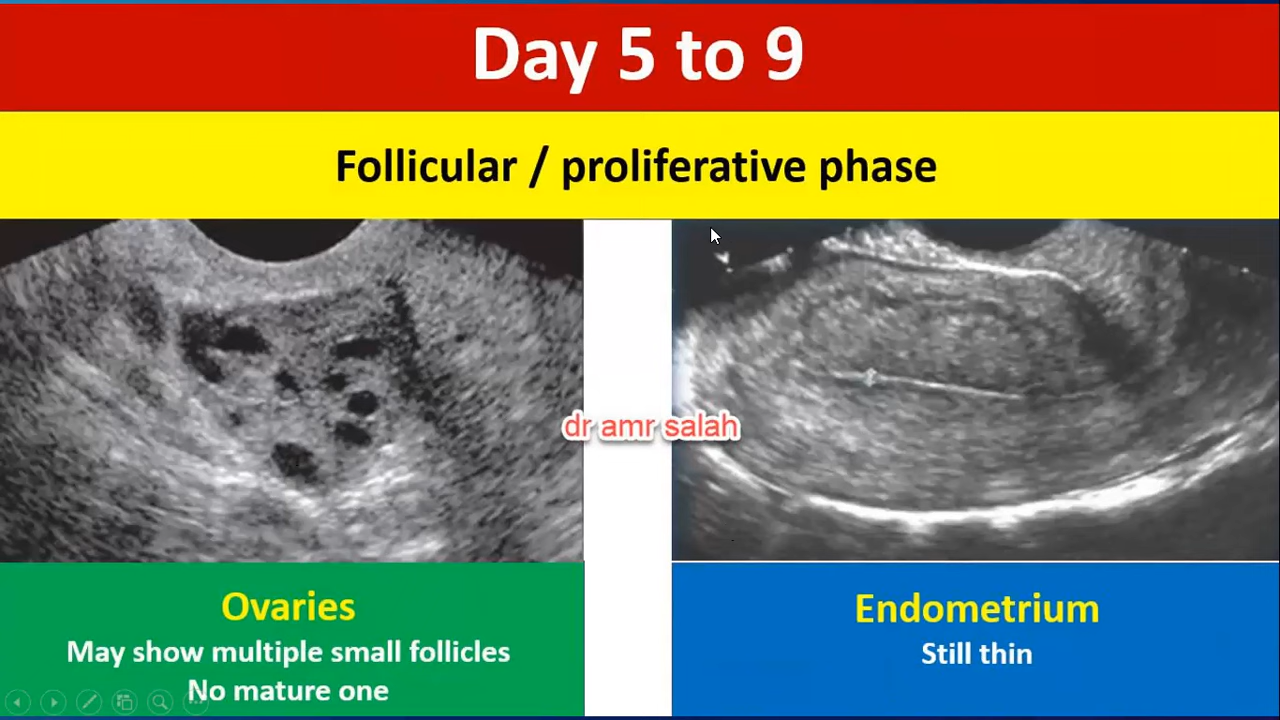 Day 5 to 9
Follicular / proliferative phase
dr amr salah
Ovaries
May show multiple small follicles
No mature one
Endometrium
Still thin